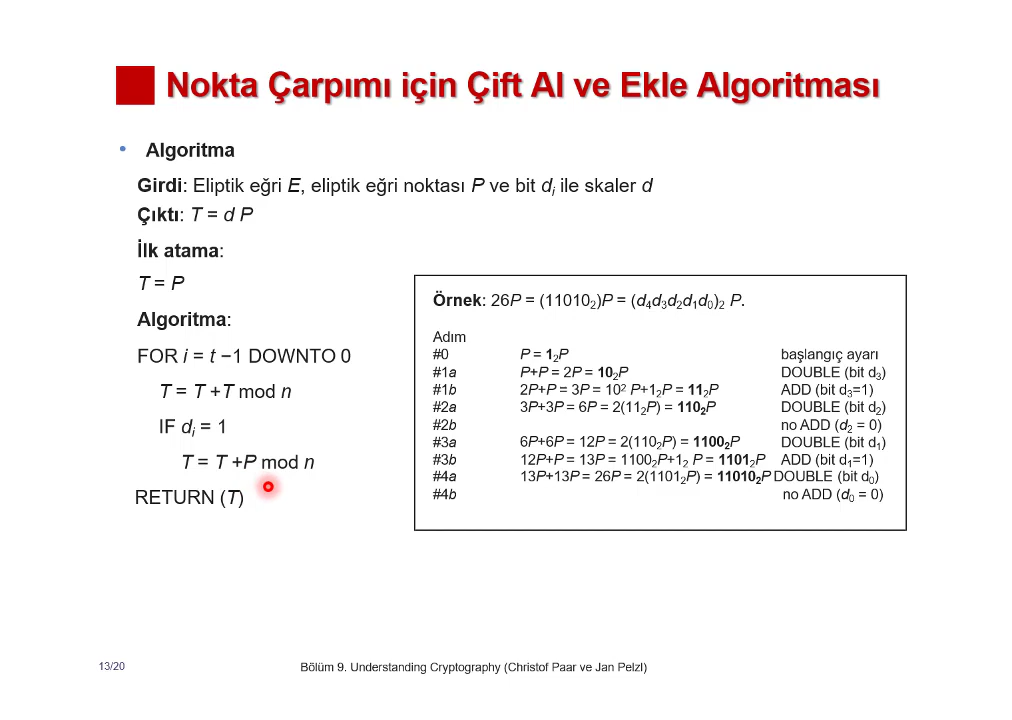 Nokta Çarpımı için Çift Al ve Ekle Algoritması
• Algoritma
Girdi: Eliptik eğri E, eliptik eğri noktası P ve bit dᵢ ile skaler d
Çıktı: T = d P
İlk atama:
T = P
Algoritma:
FOR i = t −1 DOWNTO 0
T = T +T mod n
IF dᵢ = 1
T = T +P mod n
RETURN (T)
Örnek: 26P = (11010₂)P = (d₄d₃d₂d₁d₀)₂ P.
Adım
#0 P = 1₂P başlangıç ayarı
#1a P+P = 2P = 10₂P DOUBLE (bit d₃)
#1b 2P+P = 3P = 10² P+1₂P = 11₂P ADD (bit d₃=1)
#2a 3P+3P = 6P = 2(11₂P) = 110₂P DOUBLE (bit d₂)
#2b no ADD (d₂ = 0)
#3a 6P+6P = 12P = 2(110₂P) = 1100₂P DOUBLE (bit d₁)
#3b 12P+P = 13P = 1100₂P+1₂ P = 1101₂P ADD (bit d₁=1)
#4a 13P+13P = 26P = 2(1101₂P) = 11010₂P DOUBLE (bit d₀)
#4b no ADD (d₀ = 0)
13/20
Bölüm 9. Understanding Cryptography (Christof Paar ve Jan Pelzl)